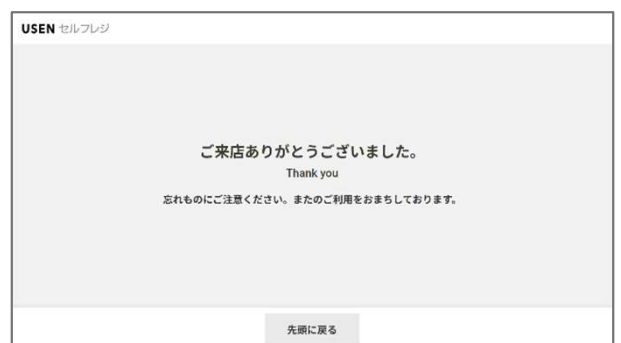 USEN セルフレジ
ご来店ありがとうございました。
Thank you
忘れものにご注意ください。またのご利用をおまちしております。
先頭に戻る